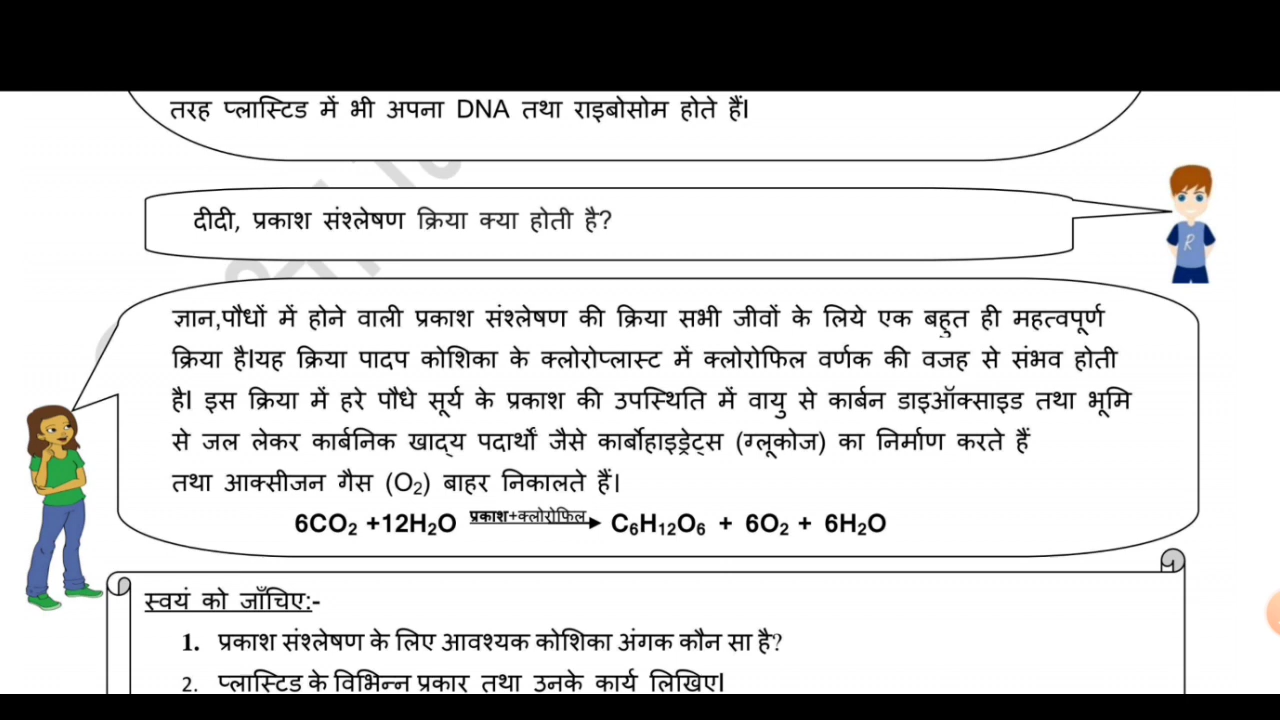 तरह प्लास्टिड में भी अपना DNA तथा राइबोसोम होते हैं।
दीदी, प्रकाश संश्लेषण क्रिया क्या होती है?
R
ज्ञान,पौधों में होने वाली प्रकाश संश्लेषण की क्रिया सभी जीवों के लिये एक बहुत ही महत्वपूर्ण
क्रिया है।यह क्रिया पादप कोशिका के क्लोरोप्लास्ट में क्लोरोफिल वर्णक की वजह से संभव होती
है। इस क्रिया में हरे पौधे सूर्य के प्रकाश की उपस्थिति में वायु से कार्बन डाइऑक्साइड तथा भूमि
से जल लेकर कार्बनिक खाद्य पदार्थों जैसे कार्बोहाइड्रेट्स (ग्लूकोज) का निर्माण करते हैं
तथा आक्सीजन गैस (O₂) बाहर निकालते हैं।
6CO₂ +12H₂O प्रकाश+क्लोरोफिल► C₆H₁₂O₆ + 6O₂ + 6H₂O
स्वयं को जाँचिए:-
1. प्रकाश संश्लेषण के लिए आवश्यक कोशिका अंगक कौन सा है?
2. प्लास्टिड के विभिन्न प्रकार तथा उनके कार्य लिखिए।